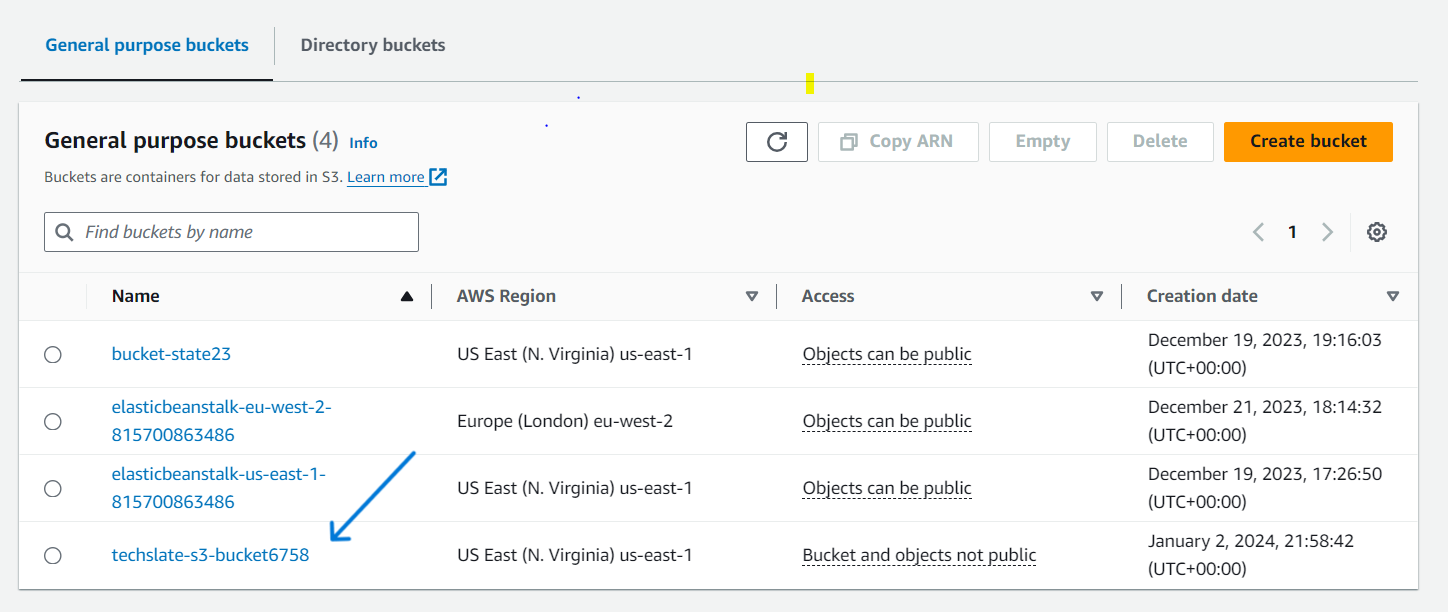 General purpose buckets
Directory buckets
General purpose buckets (4) Info
Copy ARN
Empty
Delete
Create bucket
Buckets are containers for data stored in S3. Learn more
Find buckets by name
1
Name
AWS Region
Access
Creation date
bucket-state23
US East (N. Virginia) us-east-1
Objects can be public
December 19, 2023, 19:16:03
(UTC+00:00)
elasticbeanstalk-eu-west-2-
815700863486
Europe (London) eu-west-2
Objects can be public
December 21, 2023, 18:14:32
(UTC+00:00)
elasticbeanstalk-us-east-1-
815700863486
US East (N. Virginia) us-east-1
Objects can be public
December 19, 2023, 17:26:50
(UTC+00:00)
techslate-s3-bucket6758
US East (N. Virginia) us-east-1
Bucket and objects not public
January 2, 2024, 21:58:42
(UTC+00:00)